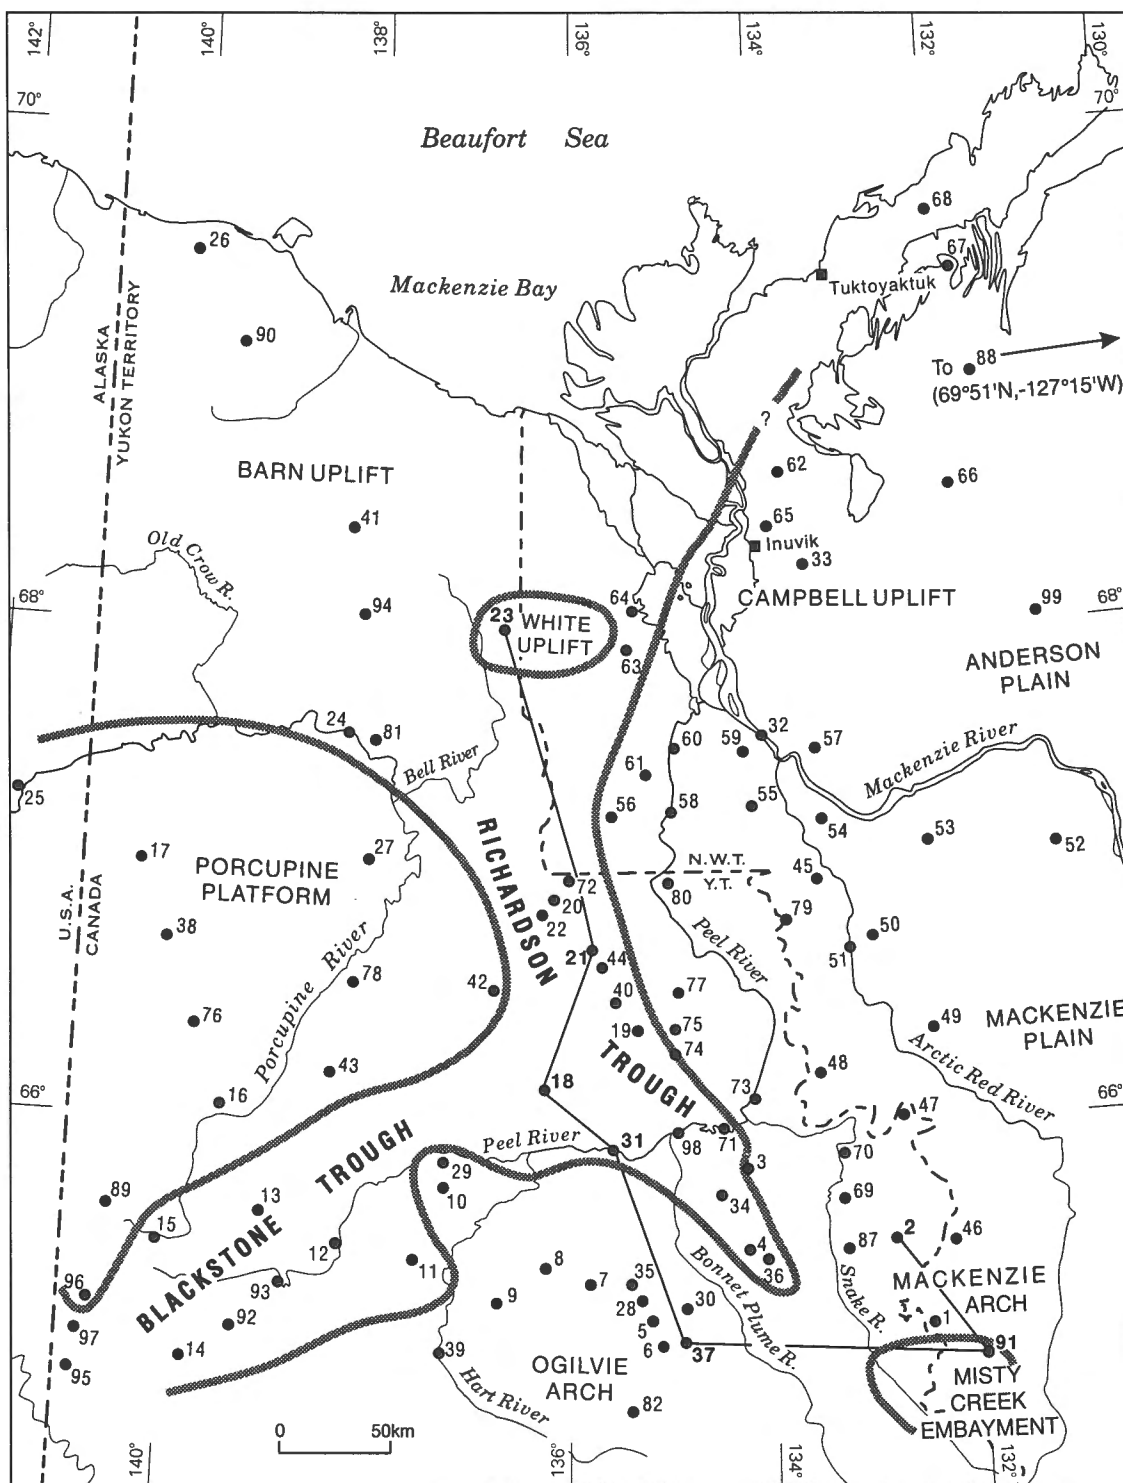 142°
140°
138°
136°
134°
132°
130°
70°
70°
Beaufort Sea
68
26
67
Mackenzie Bay
Tuktoyaktuk
90
ALASKA
YUKON TERRITORY
To 88
(69°51'N,-127°15'W)
?
BARN UPLIFT
62
66
41
65
Inuvik
Old Crow R.
33
94
64
CAMPBELL UPLIFT
99
68°
68°
23
WHITE
UPLIFT
63
ANDERSON
PLAIN
24
81
60
59
32
57
Bell River
Mackenzie River
25
61
56
58
55
54
53
52
17
27
RICHARDSON
PORCUPINE
PLATFORM
N.W.T.
Y.T.
72
80
45
20
22
79
U.S.A.
CANADA
38
Peel River
50
51
21
44
78
42
40
77
Porcupine River
76
19
75
74
49
MACKENZIE
PLAIN
43
TROUGH
48
Arctic Red River
66°
66°
16
18
73
47
TROUGH
Peel River
31
98
71
29
3
70
10
89
13
34
69
15
BLACKSTONE
12
11
8
4
36
87
2
46
93
7
35
Bonnet Plume R.
Snake R.
MACKENZIE
ARCH
96
9
28
30
97
92
5
1
14
39
6
37
91
95
OGILVIE
ARCH
MISTY
CREEK
EMBAYMENT
Hart River
82
0
50km
140°
136°
134°
132°